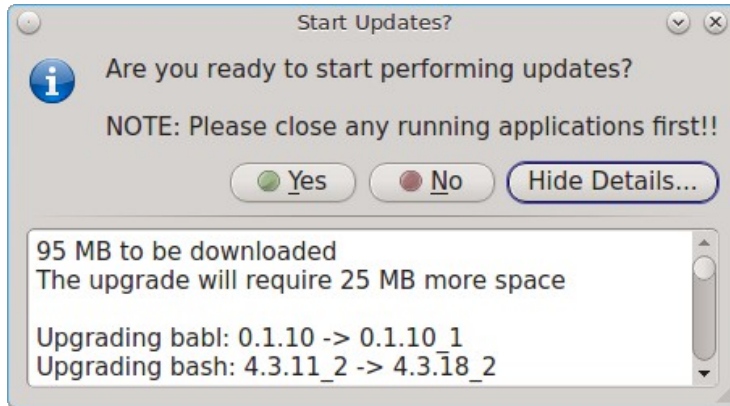 Start Updates?
Are you ready to start performing updates?
NOTE: Please close any running applications first!!
Yes
No
Hide Details...
95 MB to be downloaded
The upgrade will require 25 MB more space
Upgrading babl: 0.1.10 -> 0.1.10_1
Upgrading bash: 4.3.11_2 -> 4.3.18_2